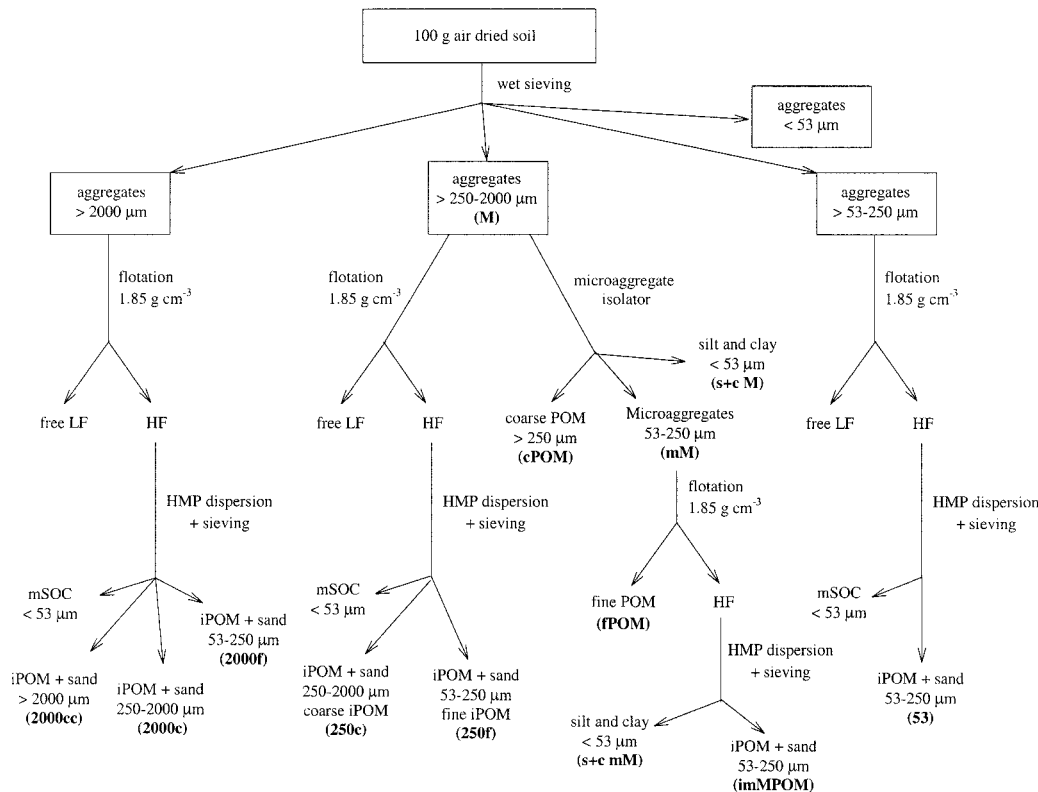 100 g air dried soil
wet sieving
aggregates
< 53 μm
aggregates
> 2000 μm
aggregates
> 250-2000 μm
(M)
aggregates
> 53-250 μm
flotation
1.85 g cm-3
flotation
1.85 g cm-3
microaggregate
isolator
flotation
1.85 g cm-3
silt and clay
< 53 μm
(s+c M)
free LF
HF
free LF
HF
coarse POM
> 250 μm
(cPOM)
Microaggregates
53-250 μm
(mM)
free LF
HF
flotation
1.85 g cm-3
HMP dispersion
+ sieving
HMP dispersion
+ sieving
HMP dispersion
+ sieving
mSOC
< 53 μm
iPOM + sand
53-250 μm
(2000f)
iPOM + sand
> 2000 μm
(2000cc)
iPOM + sand
250-2000 μm
(2000c)
mSOC
< 53 μm
iPOM + sand
250-2000 μm
coarse iPOM
(250c)
iPOM + sand
53-250 μm
fine iPOM
(250f)
fine POM
(fPOM)
HF
HMP dispersion
+ sieving
silt and clay
< 53 μm
(s+c mM)
iPOM + sand
53-250 μm
(imMPOM)
mSOC
< 53 μm
iPOM + sand
53-250 μm
(53)